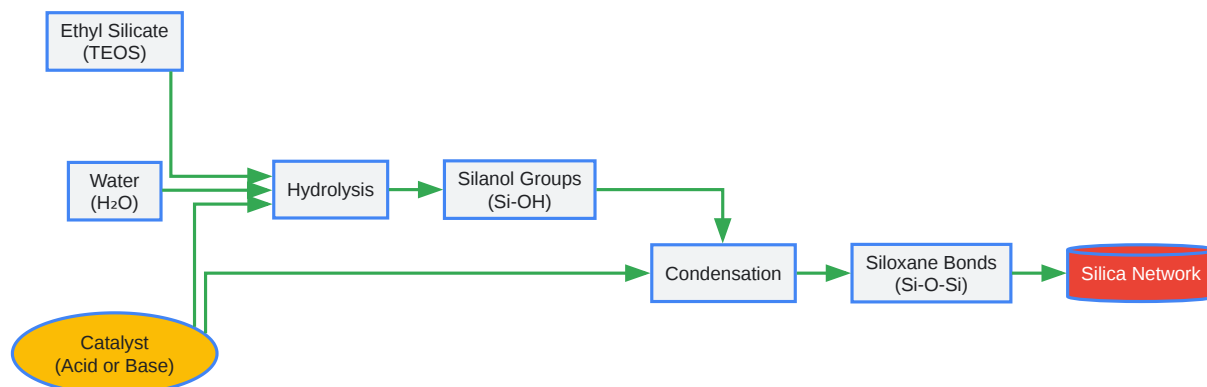 Ethyl Silicate
(TEOS)
Water
(H₂O)
Hydrolysis
Silanol Groups
(Si-OH)
Condensation
Siloxane Bonds
(Si-O-Si)
Silica Network
Catalyst
(Acid or Base)